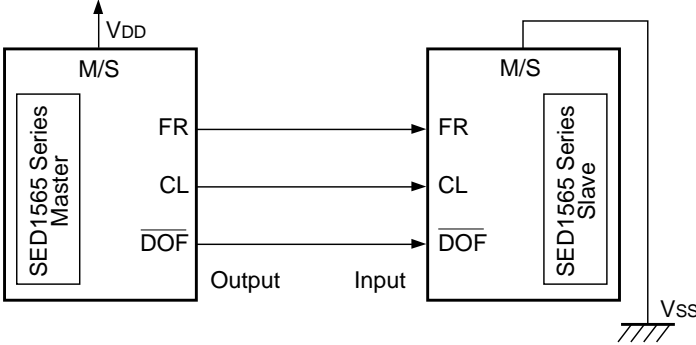 VDD
M/S
M/S
SED1565 Series
Master
FR
CL
DOF
FR
CL
DOF
SED1565 Series
Slave
Output
Input
VSS